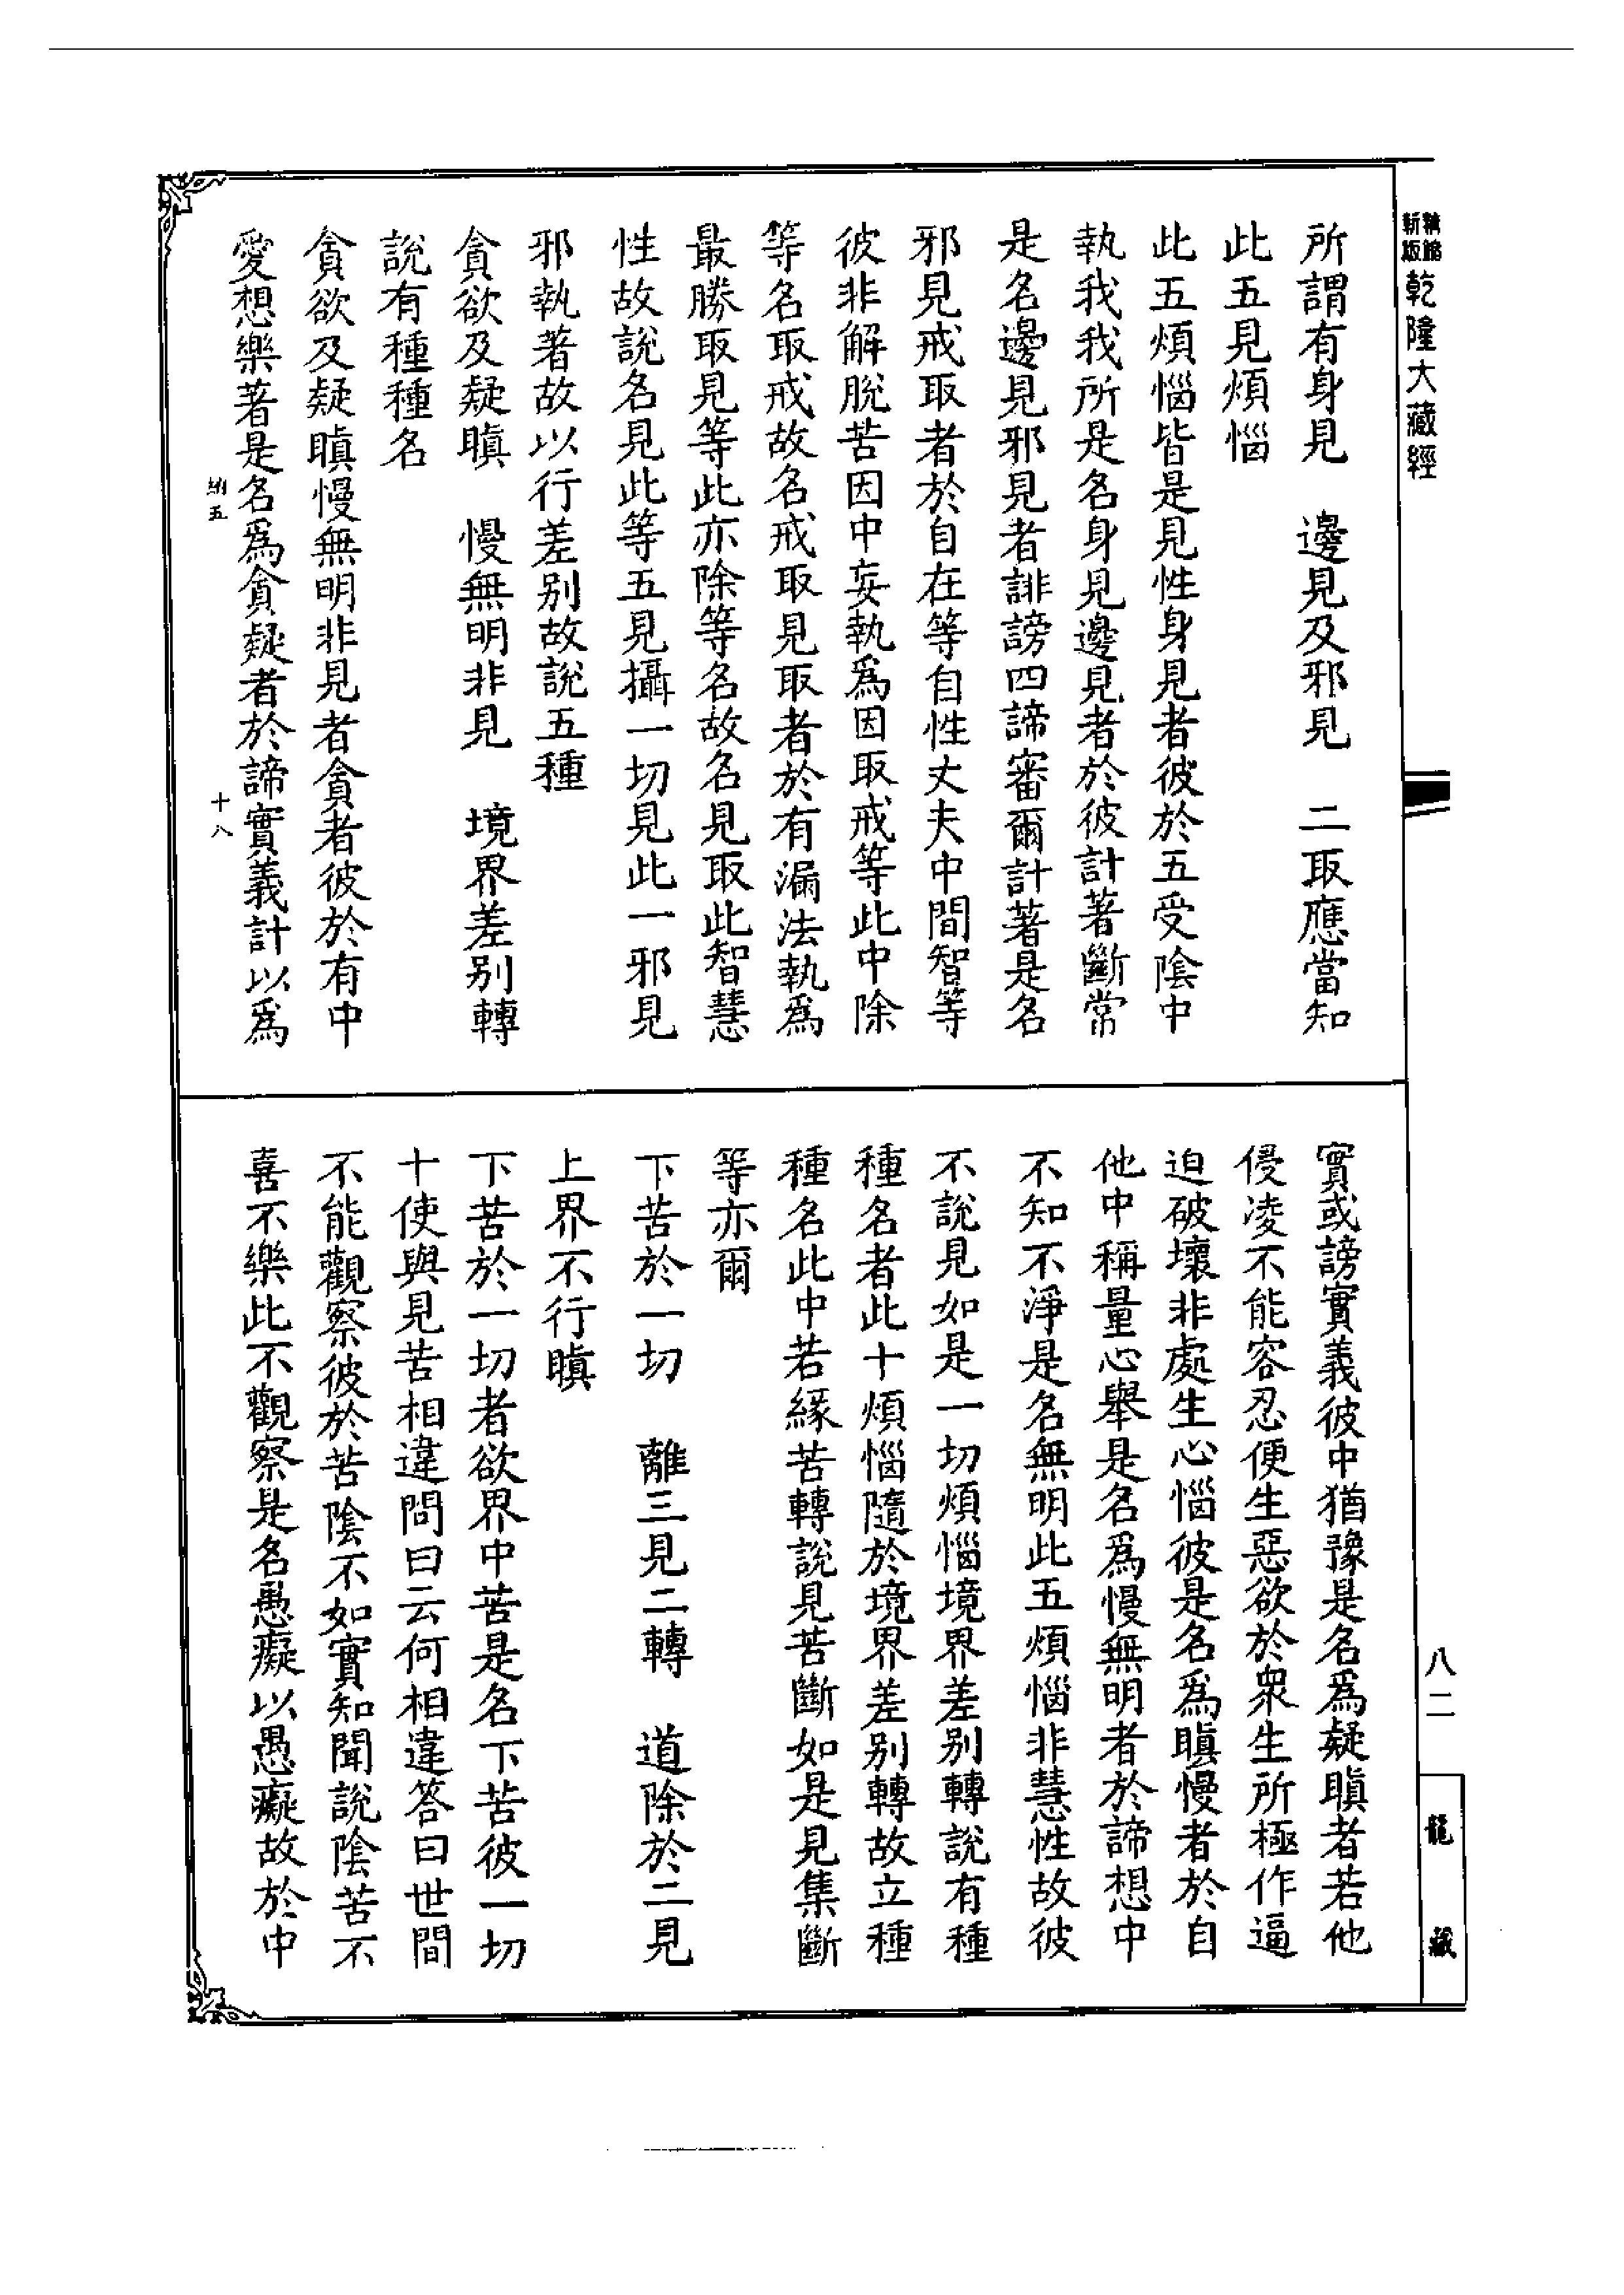 精緻
新版
乾隆大藏經
所謂有身見　邊見及邪見　二取應當知
此五見煩惱
此五煩惱皆是見性身見者彼於五受陰中
執我我所是名身見邊見者於彼計著斷常
是名邊見邪見者誹謗四諦審爾計著是名
邪見戒取者於自在等自性丈夫中間智等
彼非解脫苦因中妄執為因取戒等此中除
等名取戒故名戒取見取者於有漏法執為
最勝取見等此亦除等名故名見取此智慧
性故說名見此等五見攝一切見此一邪見
邪執著故以行差別故說五種
貪欲及疑瞋　慢無明非見　境界差別轉
說有種種名
貪欲及疑瞋慢無明非見者貪者彼於有中
愛想樂著是名為貪疑者於諦實義計以為
納五
十八
實或謗實義彼中猶豫是名為疑瞋者若他
侵凌不能容忍便生惡欲於眾生所極作逼
迫破壞非處生心惱彼是名為瞋慢者於自
他中稱量心舉是名為慢無明者於諦想中
不知不淨是名無明此五煩惱非慧性故彼
不說見如是一切煩惱境界差別轉說有種
種名者此十煩惱隨於境界差別轉故立種
種名此中若緣苦轉說見苦斷如是見集斷
等亦爾
下苦於一切　離三見二轉　道除於二見
上界不行瞋
下苦於一切者欲界中苦是名下苦彼一切
十使與見苦相違問曰云何相違答曰世間
不能觀察彼於苦陰不如實知聞說陰苦不
喜不樂此不觀察是名愚癡以愚癡故於中
八二
龍藏